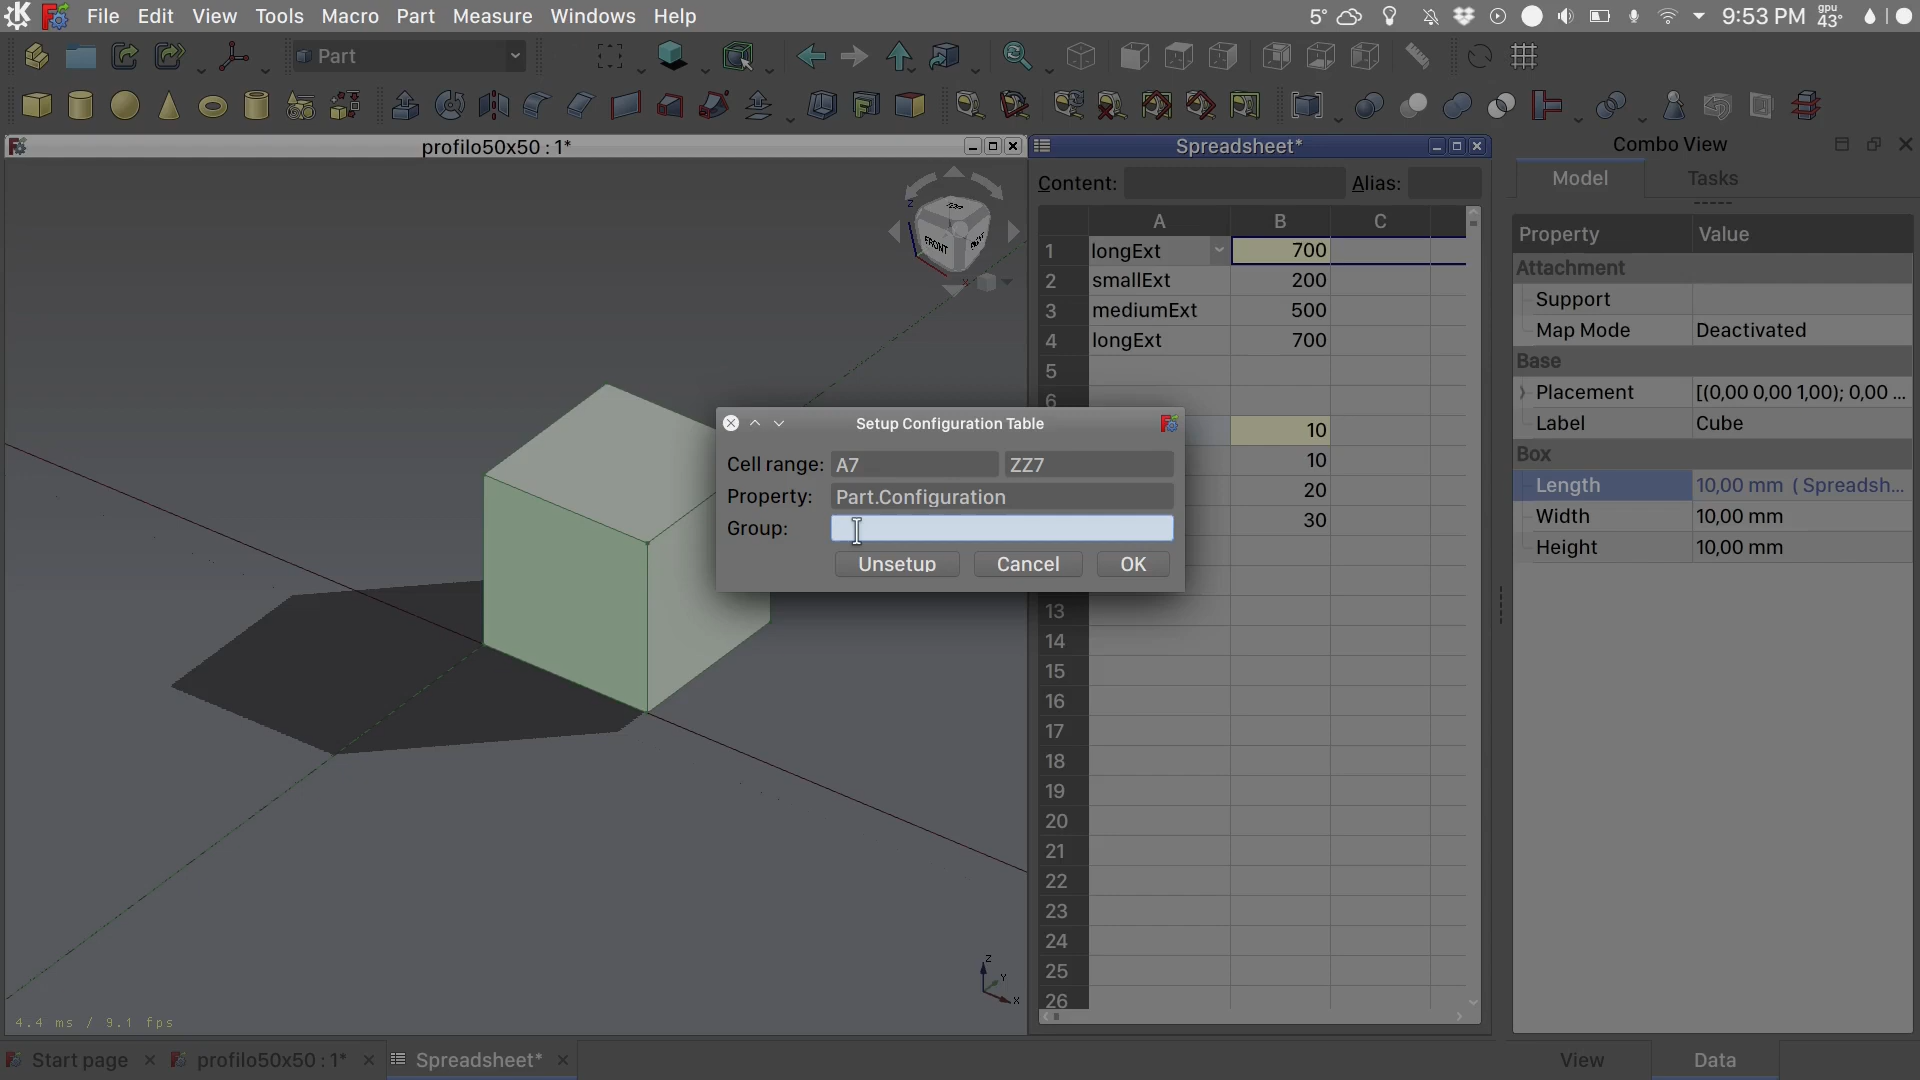 File Edit View Tools Macro Part Measure Windows Help
5° 9:53 PM gpu 43°
Part
profilo50x50 : 1*
Spreadsheet*
Combo View
Content: Alias:
Model Tasks
A B C
Property Value
1 longExt 700
2 smallExt 200
3 mediumExt 500
4 longExt 700
5
6
10
10
20
30
13
14
15
16
17
18
19
20
21
22
23
24
25
26
Attachment
Support
Map Mode Deactivated
Base
Placement [(0,00 0,00 1,00); 0,00 ...
Label Cube
Box
Length 10,00 mm ( Spreadsh...
Width 10,00 mm
Height 10,00 mm
FRONT
Z
X
Setup Configuration Table
Cell range: A7 ZZ7
Property: Part.Configuration
Group:
Unsetup Cancel OK
Z
Y
X
4.4 ms / 9.1 fps
Start page profilo50x50 : 1* Spreadsheet*
View Data